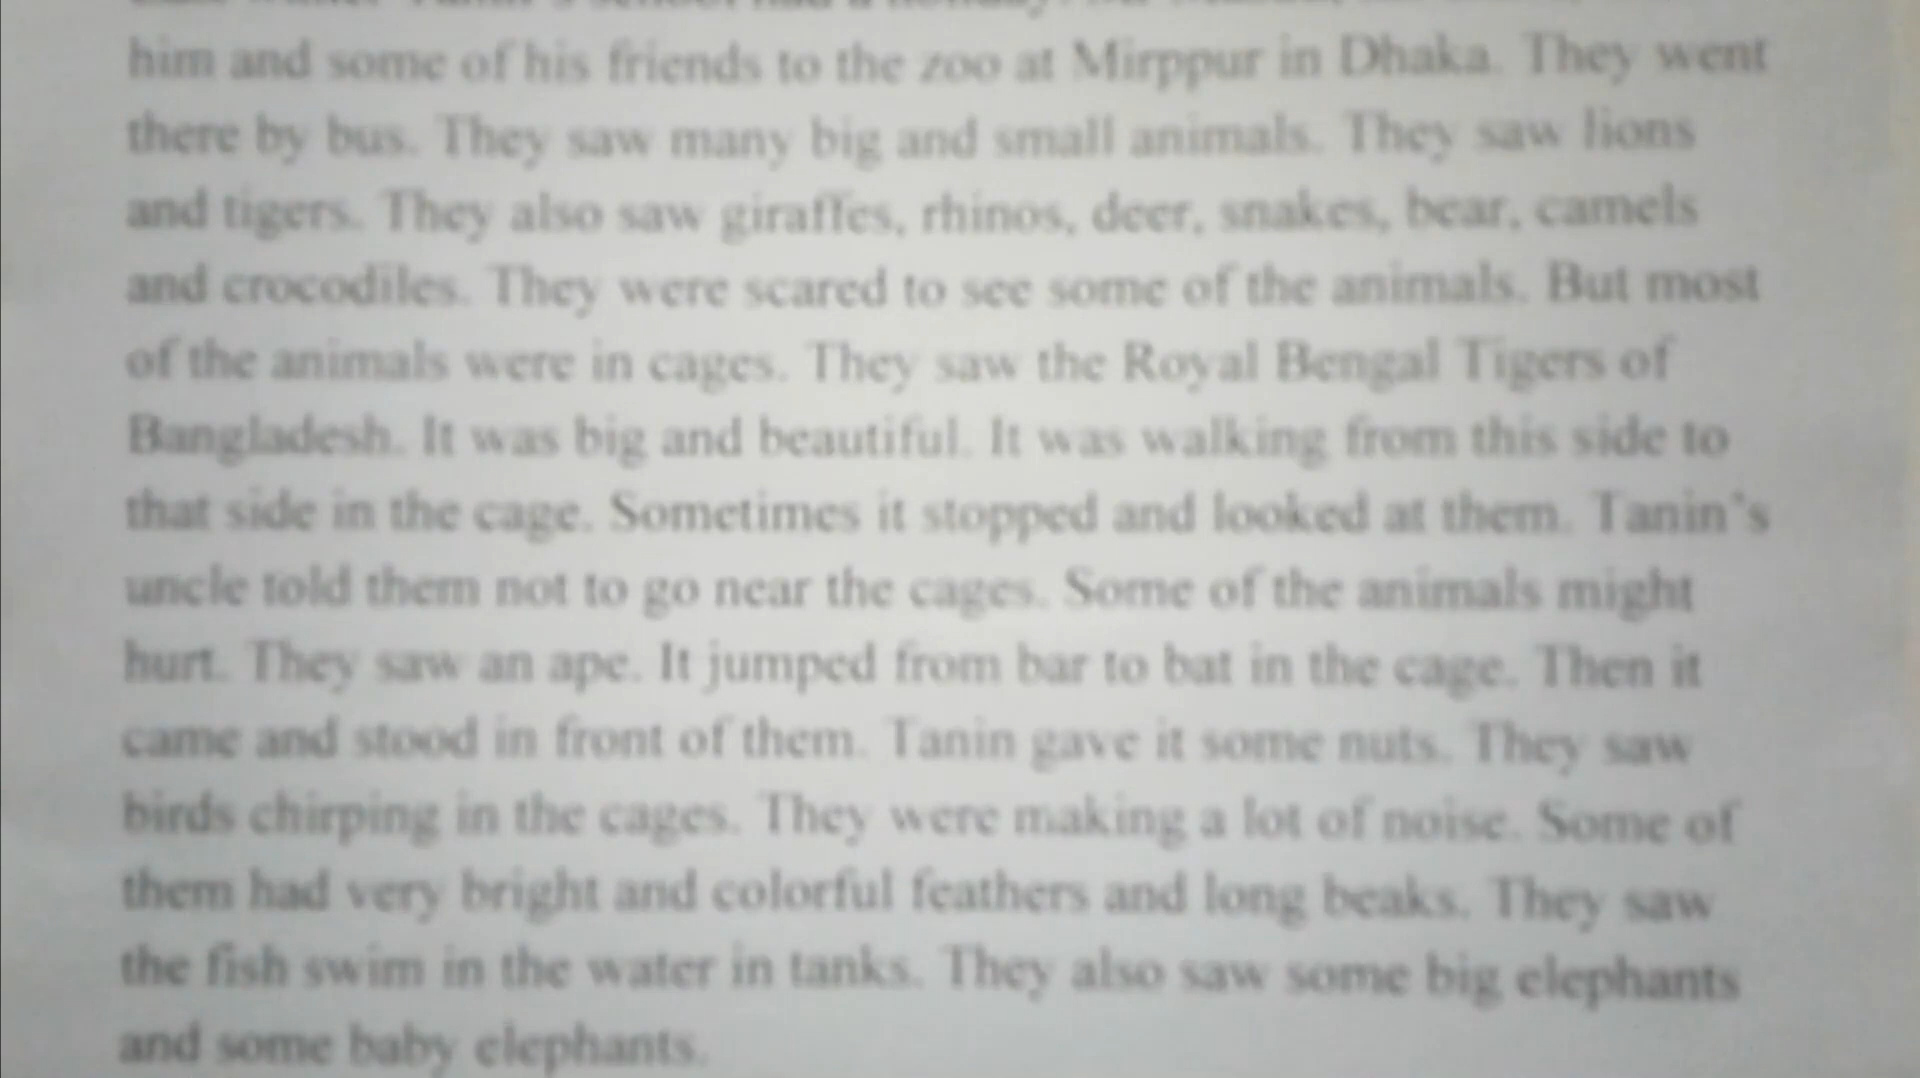 him and some of his friends to the zoo at Mirppur in Dhaka. They went
there by bus. They saw many big and small animals. They saw lions
and tigers. They also saw giraffes, rhinos, deer, snakes, bear, camels
and crocodiles. They were scared to see some of the animals. But most
of the animals were in cages. They saw the Royal Bengal Tigers of
Bangladesh. It was big and beautiful. It was walking from this side to
that side in the cage. Sometimes it stopped and looked at them. Tanin's
uncle told them not to go near the cages. Some of the animals might
hurt. They saw an ape. It jumped from bar to bat in the cage. Then it
came and stood in front of them. Tanin gave it some nuts. They saw
birds chirping in the cages. They were making a lot of noise. Some of
them had very bright and colorful feathers and long beaks. They saw
the fish swim in the water in tanks. They also saw some big elephants
and some baby elephants.